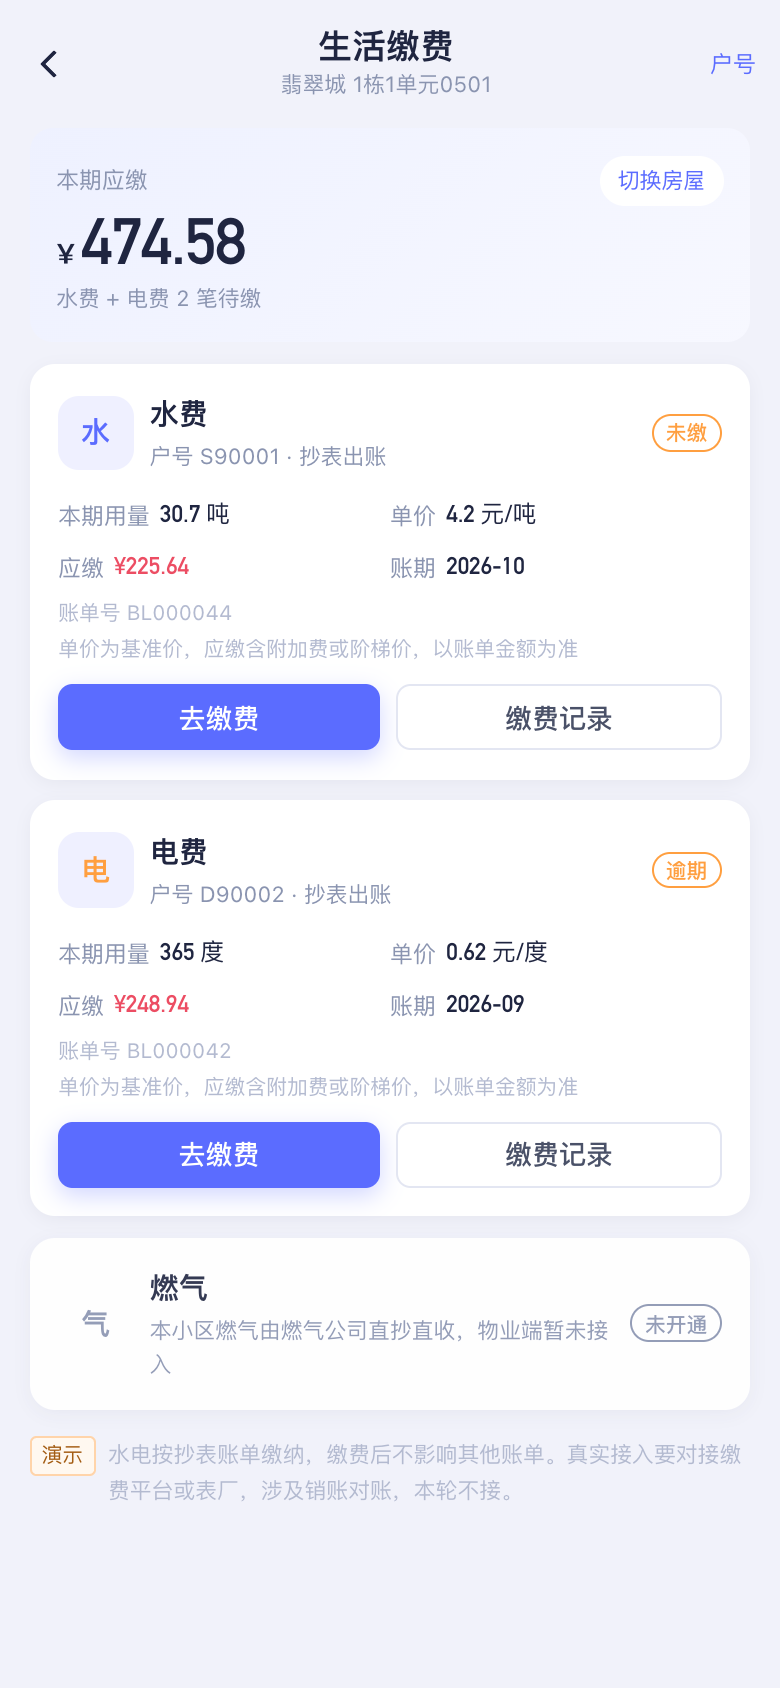 生活缴费
翡翠城 1栋1单元0501
户号
本期应缴
切换房屋
¥474.58
水费 + 电费 2 笔待缴
水
水费
户号 S90001 · 抄表出账
未缴
本期用量 30.7 吨
单价 4.2 元/吨
应缴 ¥225.64
账期 2026-10
账单号 BL000044
单价为基准价，应缴含附加费或阶梯价，以账单金额为准
去缴费
缴费记录
电
电费
户号 D90002 · 抄表出账
逾期
本期用量 365 度
单价 0.62 元/度
应缴 ¥248.94
账期 2026-09
账单号 BL000042
单价为基准价，应缴含附加费或阶梯价，以账单金额为准
去缴费
缴费记录
气
燃气
本小区燃气由燃气公司直抄直收，物业端暂未接
入
未开通
演示
水电按抄表账单缴纳，缴费后不影响其他账单。真实接入要对接缴
费平台或表厂，涉及销账对账，本轮不接。